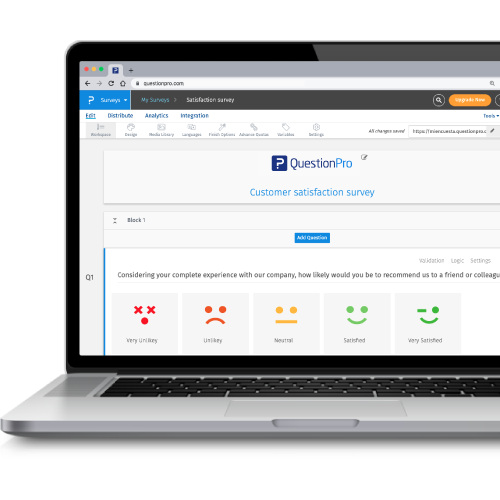 questionpro.com
Surveys
My Surveys
Satisfaction survey
Upgrade Now
Edit
Distribute
Analytics
Integration
Tools
Workspace
Design
Media Library
Languages
Finish Options
Advance Quotas
Variables
Settings
All changes saved
https://miencuesta.questionpro.c
QuestionPro
Customer satisfaction survey
Block 1
Add Question
Validation
Logic
Settings
Q1
Considering your complete experience with our company, how likely would you be to recommend us to a friend or colleagu
Very Unlikey
Unlikey
Neutral
Satisfied
Very Satisfied